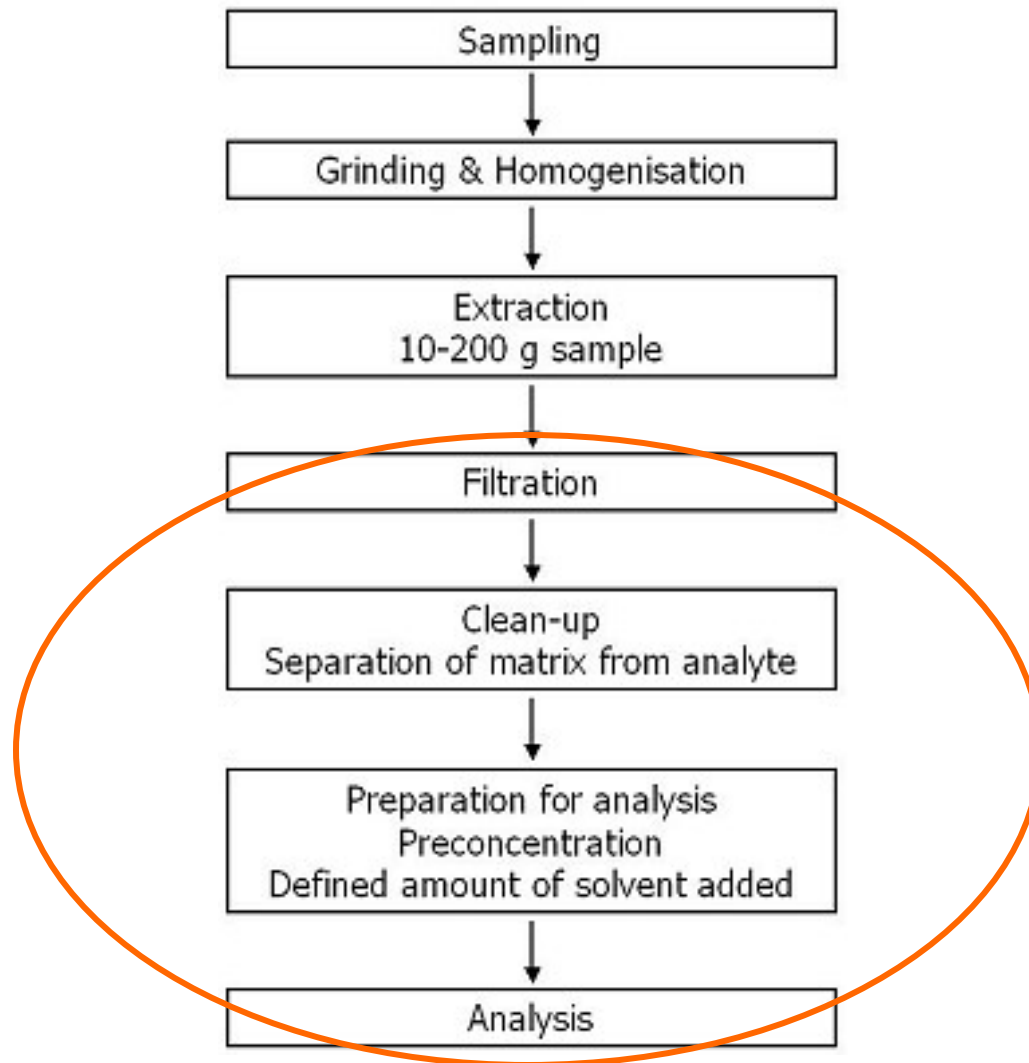 Sampling
Grinding & Homogenisation
Extraction
10-200 g sample
Filtration
Clean-up
Separation of matrix from analyte
Preparation for analysis
Preconcentration
Defined amount of solvent added
Analysis